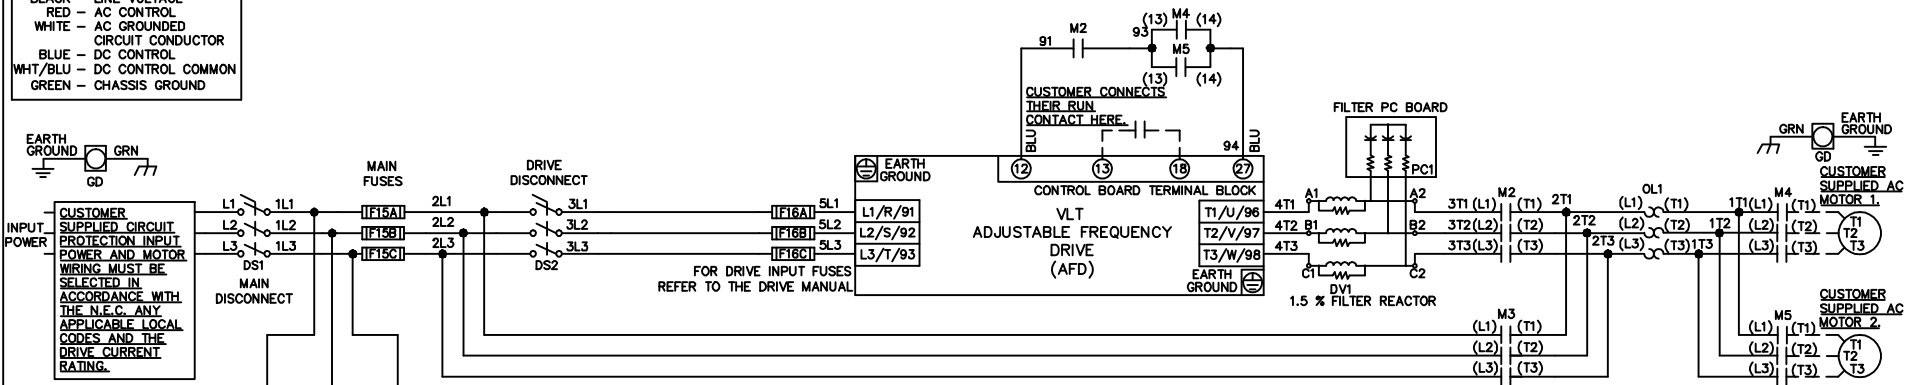 RED – AC CONTROL
WHITE – AC GROUNDED
CIRCUIT CONDUCTOR
BLUE – DC CONTROL
WHT/BLU – DC CONTROL COMMON
GREEN – CHASSIS GROUND
EARTH
GROUND
GRN
GD
INPUT
POWER
CUSTOMER
SUPPLIED CIRCUIT
PROTECTION INPUT
POWER AND MOTOR
WIRING MUST BE
SELECTED IN
ACCORDANCE WITH
THE N.E.C. ANY
APPLICABLE LOCAL
CODES AND THE
DRIVE CURRENT
RATING.
L1 1L1
L2 1L2
L3 1L3
DS1
MAIN
DISCONNECT
MAIN
FUSES
F15A
F15B
F15C
2L1
2L2
2L3
DRIVE
DISCONNECT
3L1
3L2
3L3
DS2
F16A 5L1
F16B 5L2
F16C 5L3
FOR DRIVE INPUT FUSES
REFER TO THE DRIVE MANUAL
91 M2 93
(13) M4 (14)
M5
(13) (14)
CUSTOMER CONNECTS
THEIR RUN
CONTACT HERE.
BLU
94 BLU
EARTH
GROUND
12 13 18 27
CONTROL BOARD TERMINAL BLOCK
L1/R/91
L2/S/92
L3/T/93
VLT
ADJUSTABLE FREQUENCY
DRIVE
(AFD)
T1/U/96
T2/V/97
T3/W/98
EARTH
GROUND
4T1 A1 A2
4T2 B1 B2
4T3
C1 C2
DV1
1.5 % FILTER REACTOR
FILTER PC BOARD
PC1
M2
3T1 (L1) (T1) 2T1
3T2 (L2) (T2) 2T2
3T3 (L3) (T3) 2T3
OL1
(L1) (T1) 1T1
(L2) (T2) 1T2
(L3) (T3) 1T3
M4
(L1) (T1)
(L2) (T2)
(L3) (T3)
T1
T2
T3
GRN
EARTH
GROUND
GD
CUSTOMER
SUPPLIED AC
MOTOR 1.
M3
(L1) (T1)
(L2) (T2)
(L3) (T3)
CUSTOMER
SUPPLIED AC
MOTOR 2.
M5
(L1) (T1)
(L2) (T2)
(L3) (T3)
T1
T2
T3